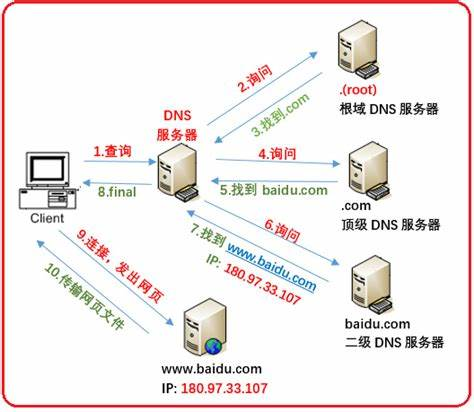 2.询问
.(root)
根域 DNS 服务器
3.找到.com
DNS
服务器
1.查询
8.final
4.询问
5.找到 baidu.com
.com
顶级 DNS 服务器
Client
6.询问
7.找到 www.baidu.com
IP: 180.97.33.107
baidu.com
二级 DNS 服务器
9.连接，发出网页
10.传输网页文件
www.baidu.com
IP: 180.97.33.107